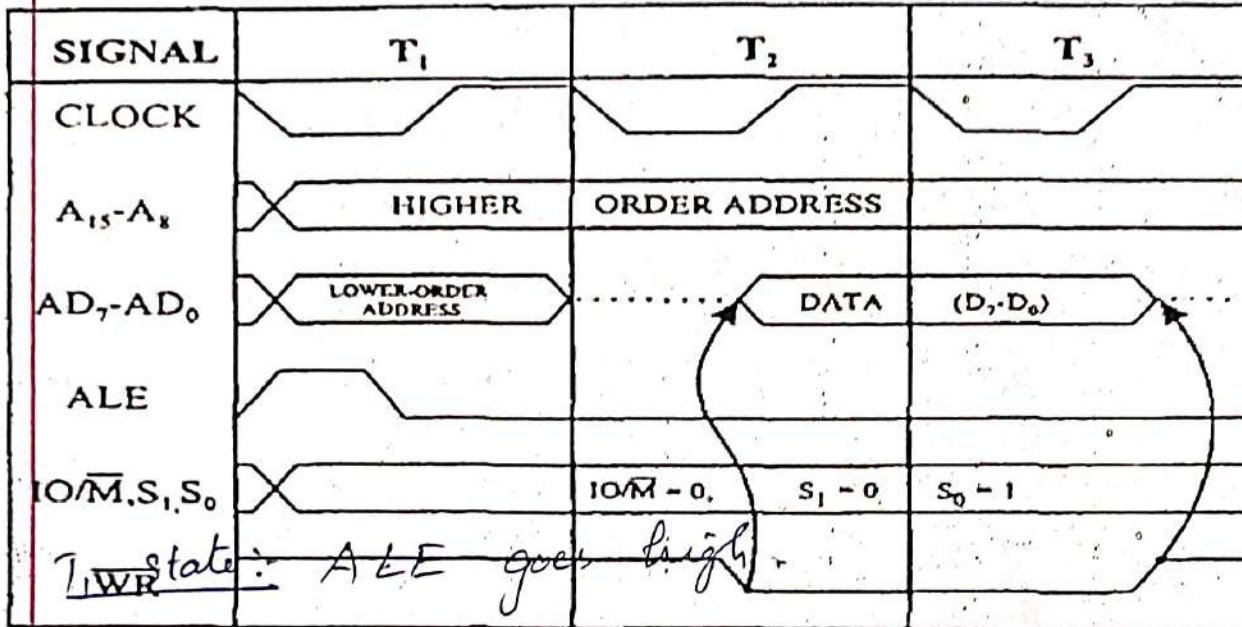 SIGNAL T₁ T₂ T₃
CLOCK
A₁₅-A₈ HIGHER ORDER ADDRESS
AD₇-AD₀ LOWER-ORDER ADDRESS DATA (D₇-D₀)
ALE
IO/M̅, S₁, S₀ IO/M̅ - 0, S₁ - 0 S₀ - 1
T₁ state: ALE goes high
W̅R̅